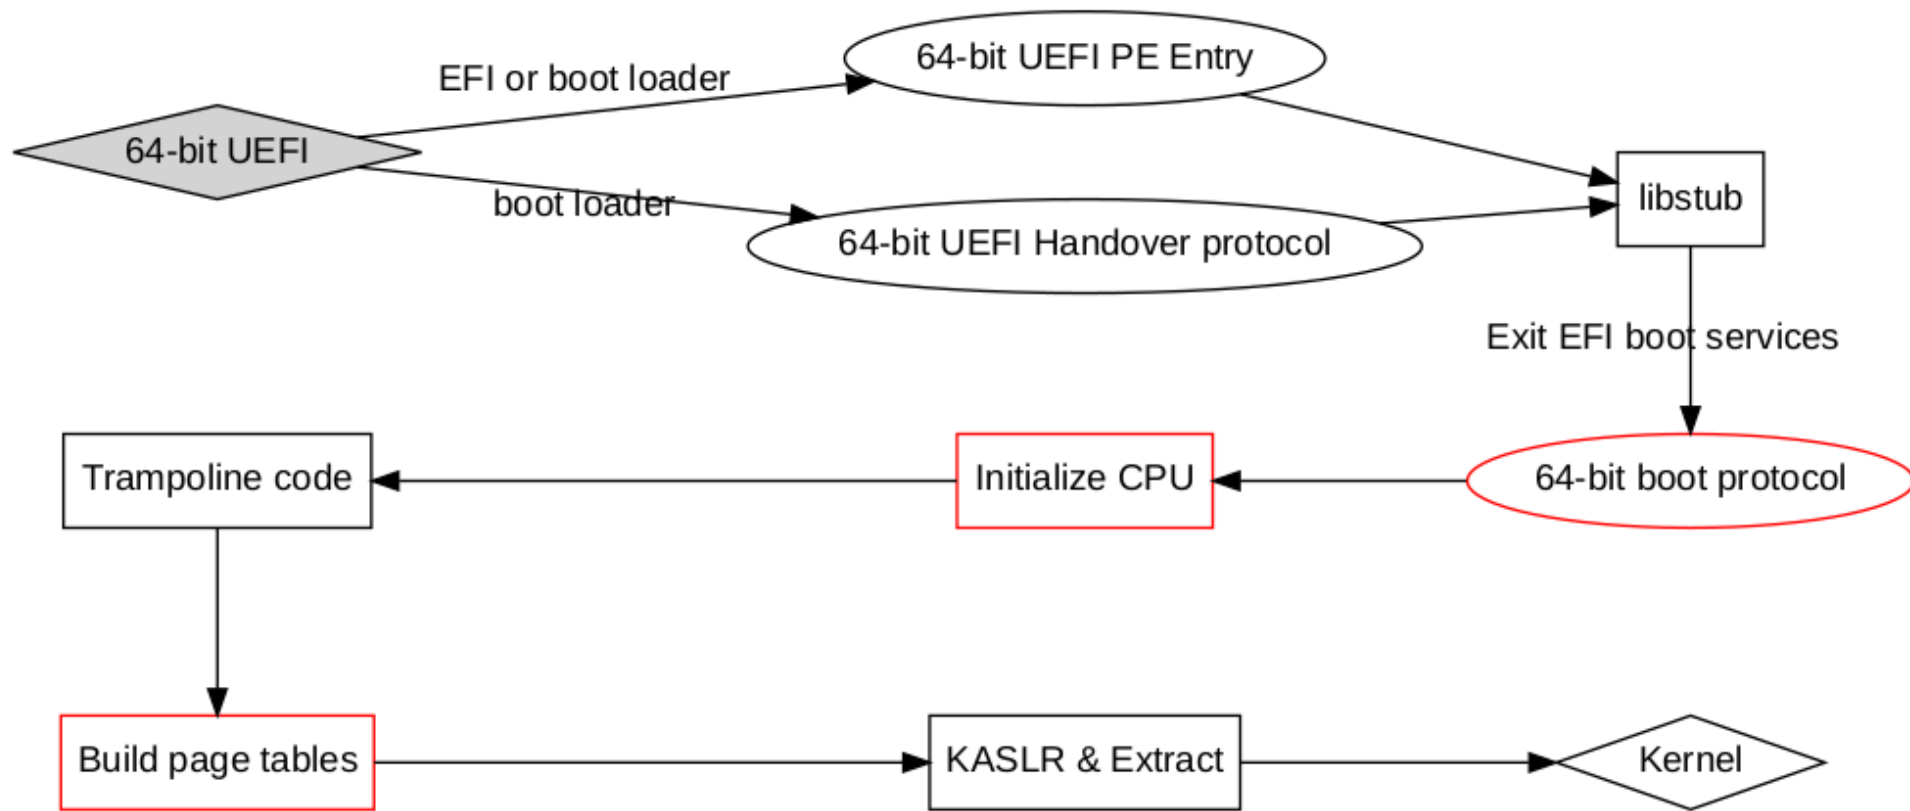 64-bit UEFI PE Entry
EFI or boot loader
64-bit UEFI
boot loader
libstub
64-bit UEFI Handover protocol
Exit EFI boot services
Trampoline code
Initialize CPU
64-bit boot protocol
Build page tables
KASLR & Extract
Kernel